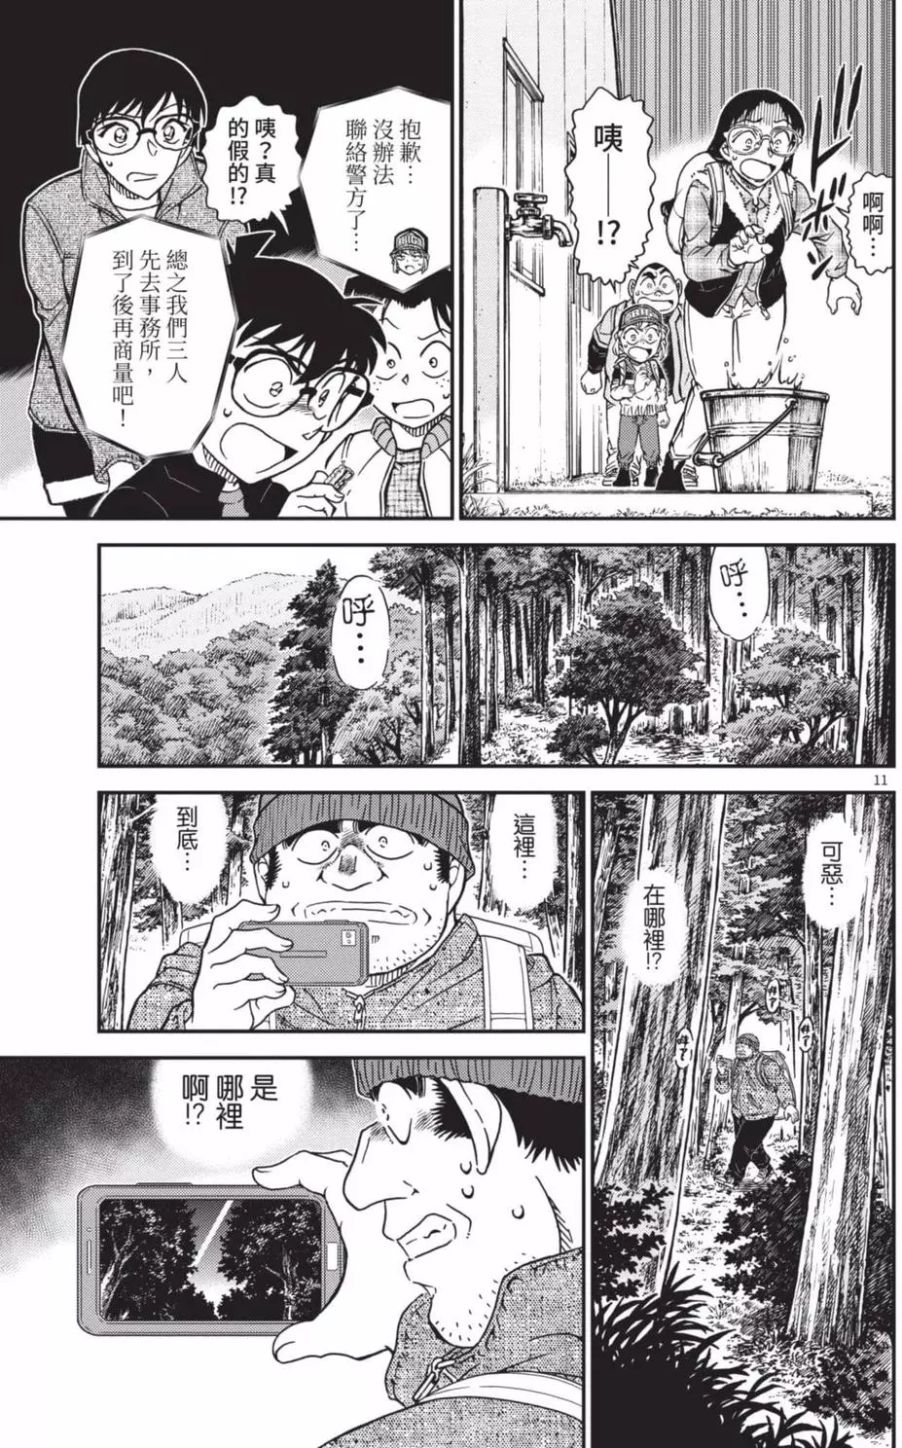 啊啊…
咦——!?
抱歉…
沒辦法
聯絡警方了…
咦?真
的假的!?
總之我們三人
先去事務所，
到了後再商量吧！
呼…
呼…
11
可惡…
在哪裡!?
這裡…
到底…
是
哪裡
啊!?